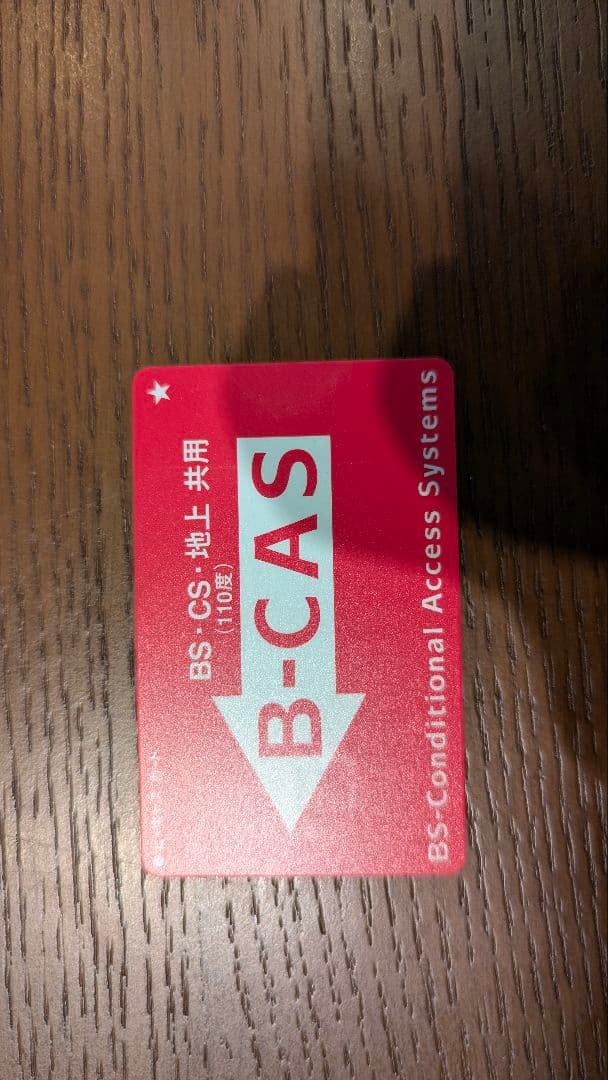 ★
BS・CS・地上 共用
(110度)
B-CAS
BS-Conditional Access Systems